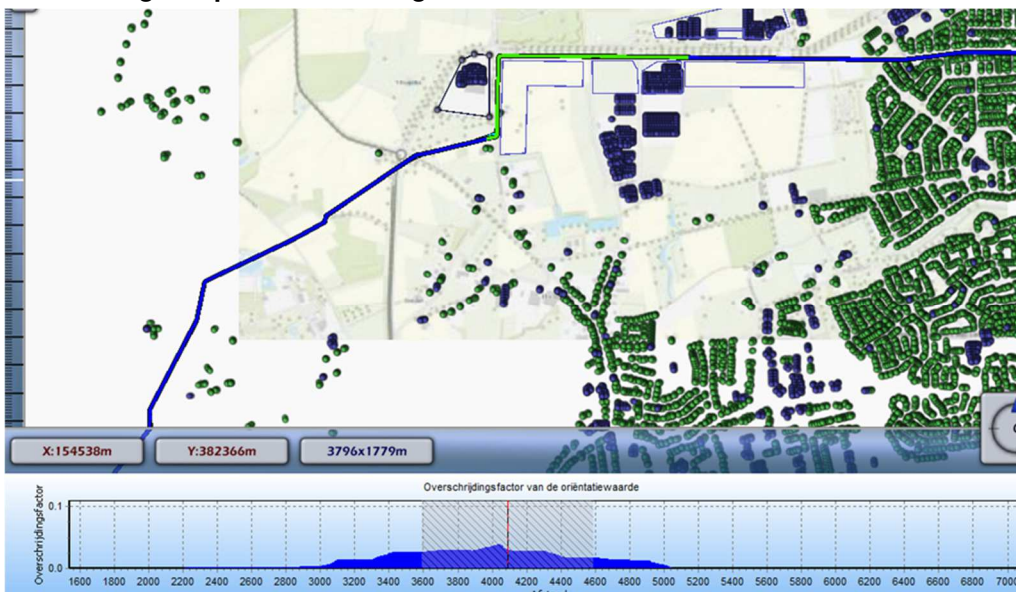 X:154538m
Y:382366m
3796x1779m
Overschrijdingsfactor van de oriëntatiewaarde
Overschrijdingsfactor
0.1
0.0
1600 1800 2000 2200 2400 2600 2800 3000 3200 3400 3600 3800 4000 4200 4400 4600 4800 5000 5200 5400 5600 5800 6000 6200 6400 6600 6800 7000